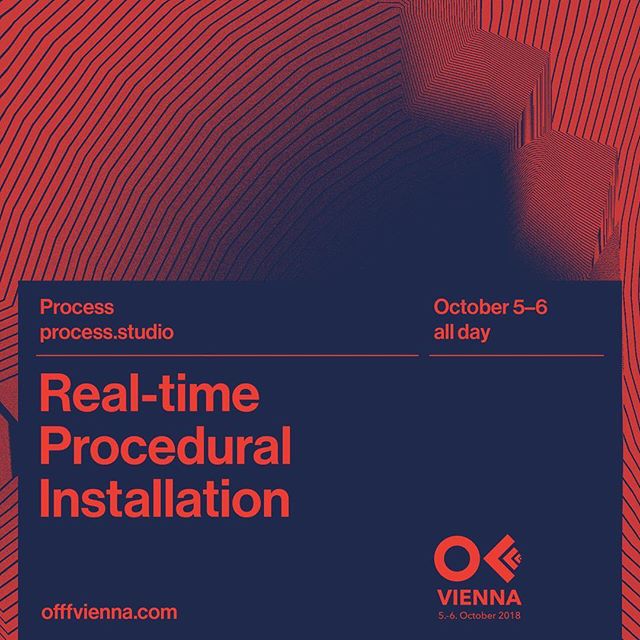 Process
process.studio
October 5–6
all day
Real-time
Procedural
Installation
offfvienna.com
VIENNA
5.-6. October 2018